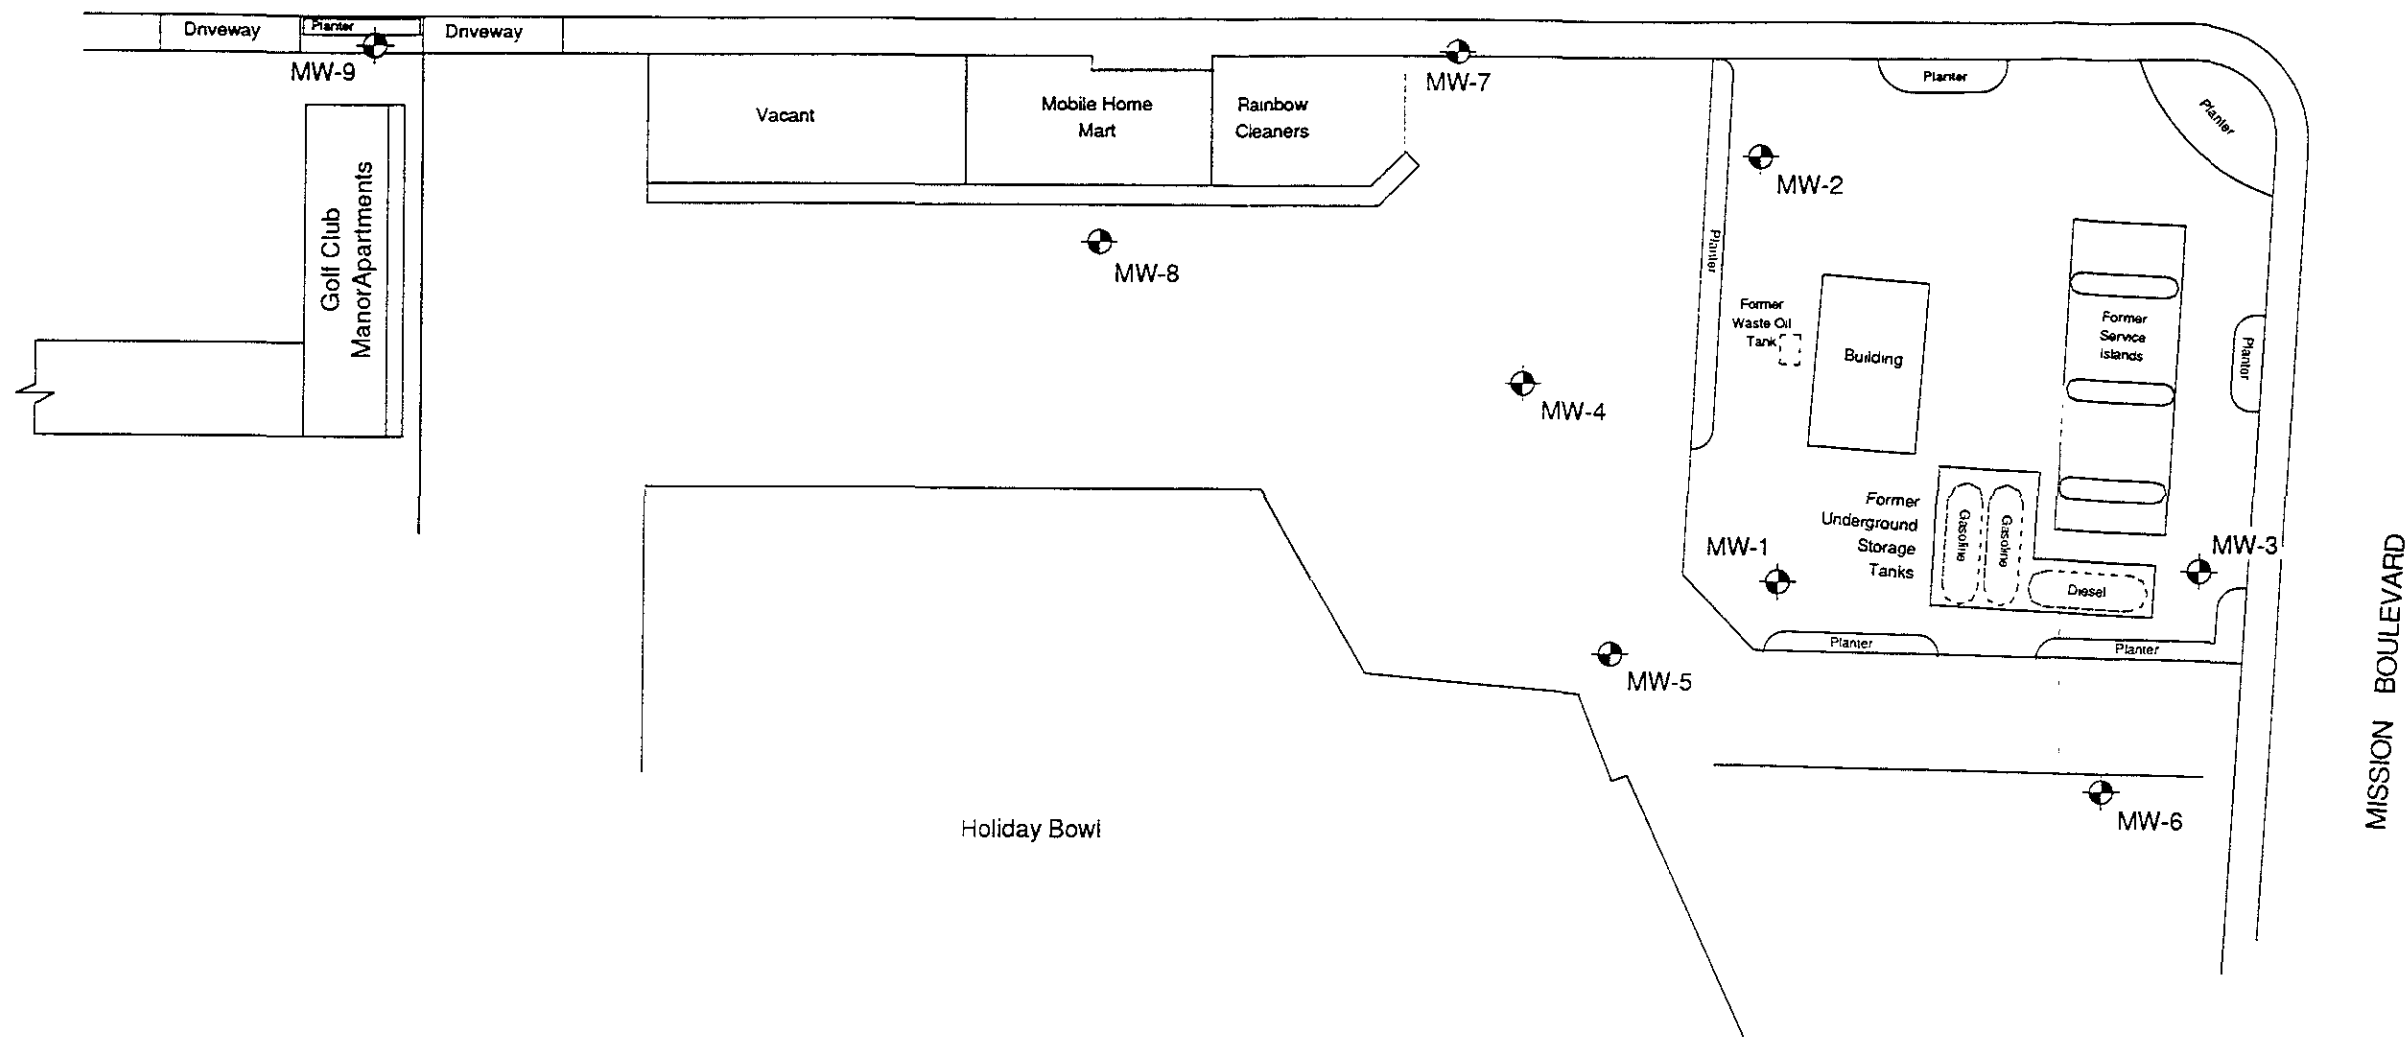 Driveway
Planter
Driveway
MW-9
MW-7
Planter
Planter
Vacant
Mobile Home
Mart
Rainbow
Cleaners
MW-2
Golf Club
ManorApartments
Planter
MW-8
Former
Waste Oil
Tank
Building
Former
Service
islands
Planter
MW-4
Former
Underground
Storage
Tanks
Gasoline
Gasoline
Diesel
MW-1
MW-3
Planter
Planter
MW-5
MISSION BOULEVARD
MW-6
Holiday Bowl